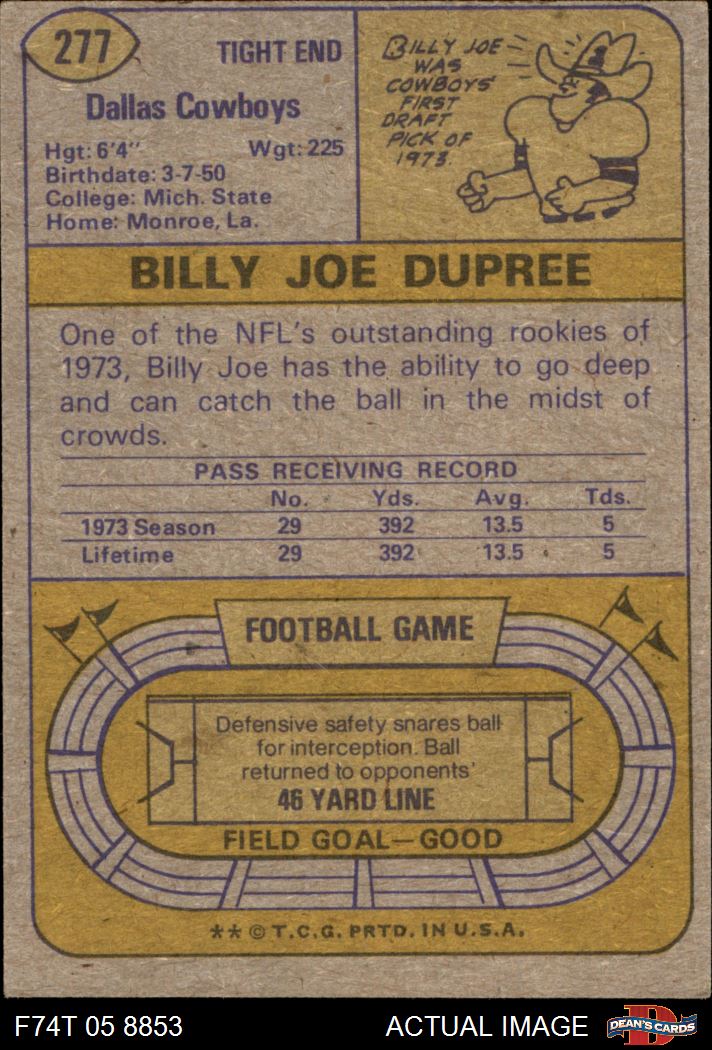 277
TIGHT END
Dallas Cowboys
Hgt: 6'4" Wgt: 225
Birthdate: 3-7-50
College: Mich. State
Home: Monroe, La.
BILLY JOE
WAS
COWBOYS'
FIRST
DRAFT
PICK OF
1973.
BILLY JOE DUPREE
One of the NFL's outstanding rookies of
1973, Billy Joe has the ability to go deep
and can catch the ball in the midst of
crowds.
PASS RECEIVING RECORD
No. Yds. Avg. Tds.
1973 Season 29 392 13.5 5
Lifetime 29 392 13.5 5
FOOTBALL GAME
Defensive safety snares ball
for interception. Ball
returned to opponents'
46 YARD LINE
FIELD GOAL—GOOD
** © T.C.G. PRTD. IN U.S.A.
F74T 05 8853
ACTUAL IMAGE
D
DEAN'S CARDS